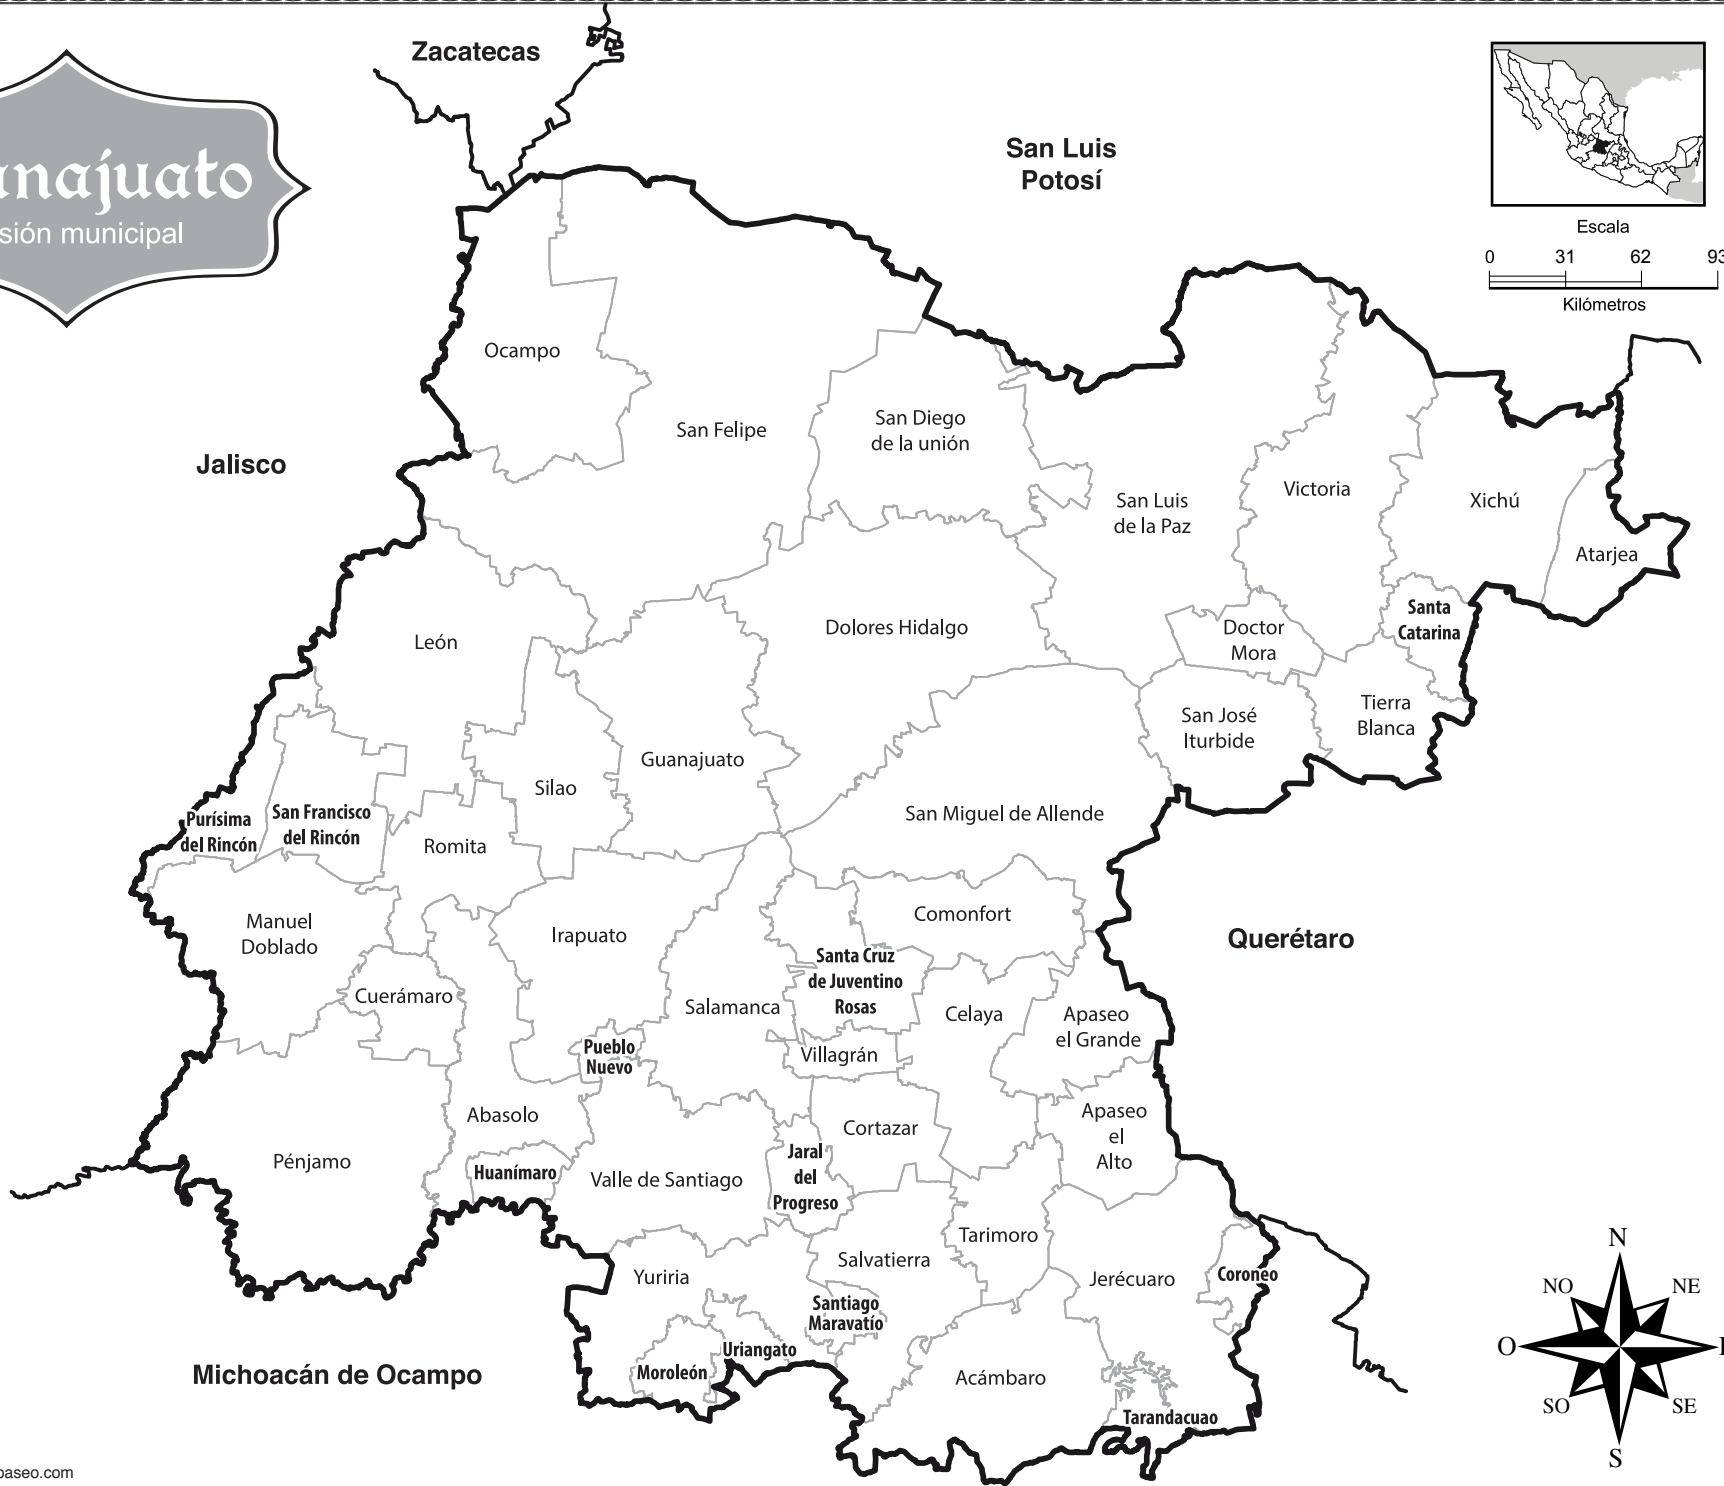 Zacatecas
San Luis
Potosí
anajuato
sión municipal
Escala
0 31 62 93
Kilómetros
Jalisco
Ocampo
San Felipe
San Diego
de la unión
San Luis
de la Paz
Victoria
Xichú
Atarjea
León
Dolores Hidalgo
Doctor
Mora
Santa
Catarina
Tierra
Blanca
San José
Iturbide
Guanajuato
Silao
San Miguel de Allende
Purísima
del Rincón
San Francisco
del Rincón
Romita
Manuel
Doblado
Irapuato
Comonfort
Querétaro
Cuerámaro
Salamanca
Santa Cruz
de Juventino
Rosas
Celaya
Apaseo
el Grande
Pueblo
Nuevo
Villagrán
Abasolo
Cortazar
Apaseo
el
Alto
Pénjamo
Huanímaro
Valle de Santiago
Jaral
del
Progreso
Tarimoro
Salvatierra
Yuriria
Jerécuaro
Coroneo
Santiago
Maravatío
Uriangato
Moroleón
Acámbaro
Tarandacuao
Michoacán de Ocampo
N
NO NE
O
SO SE
S
paseo.com